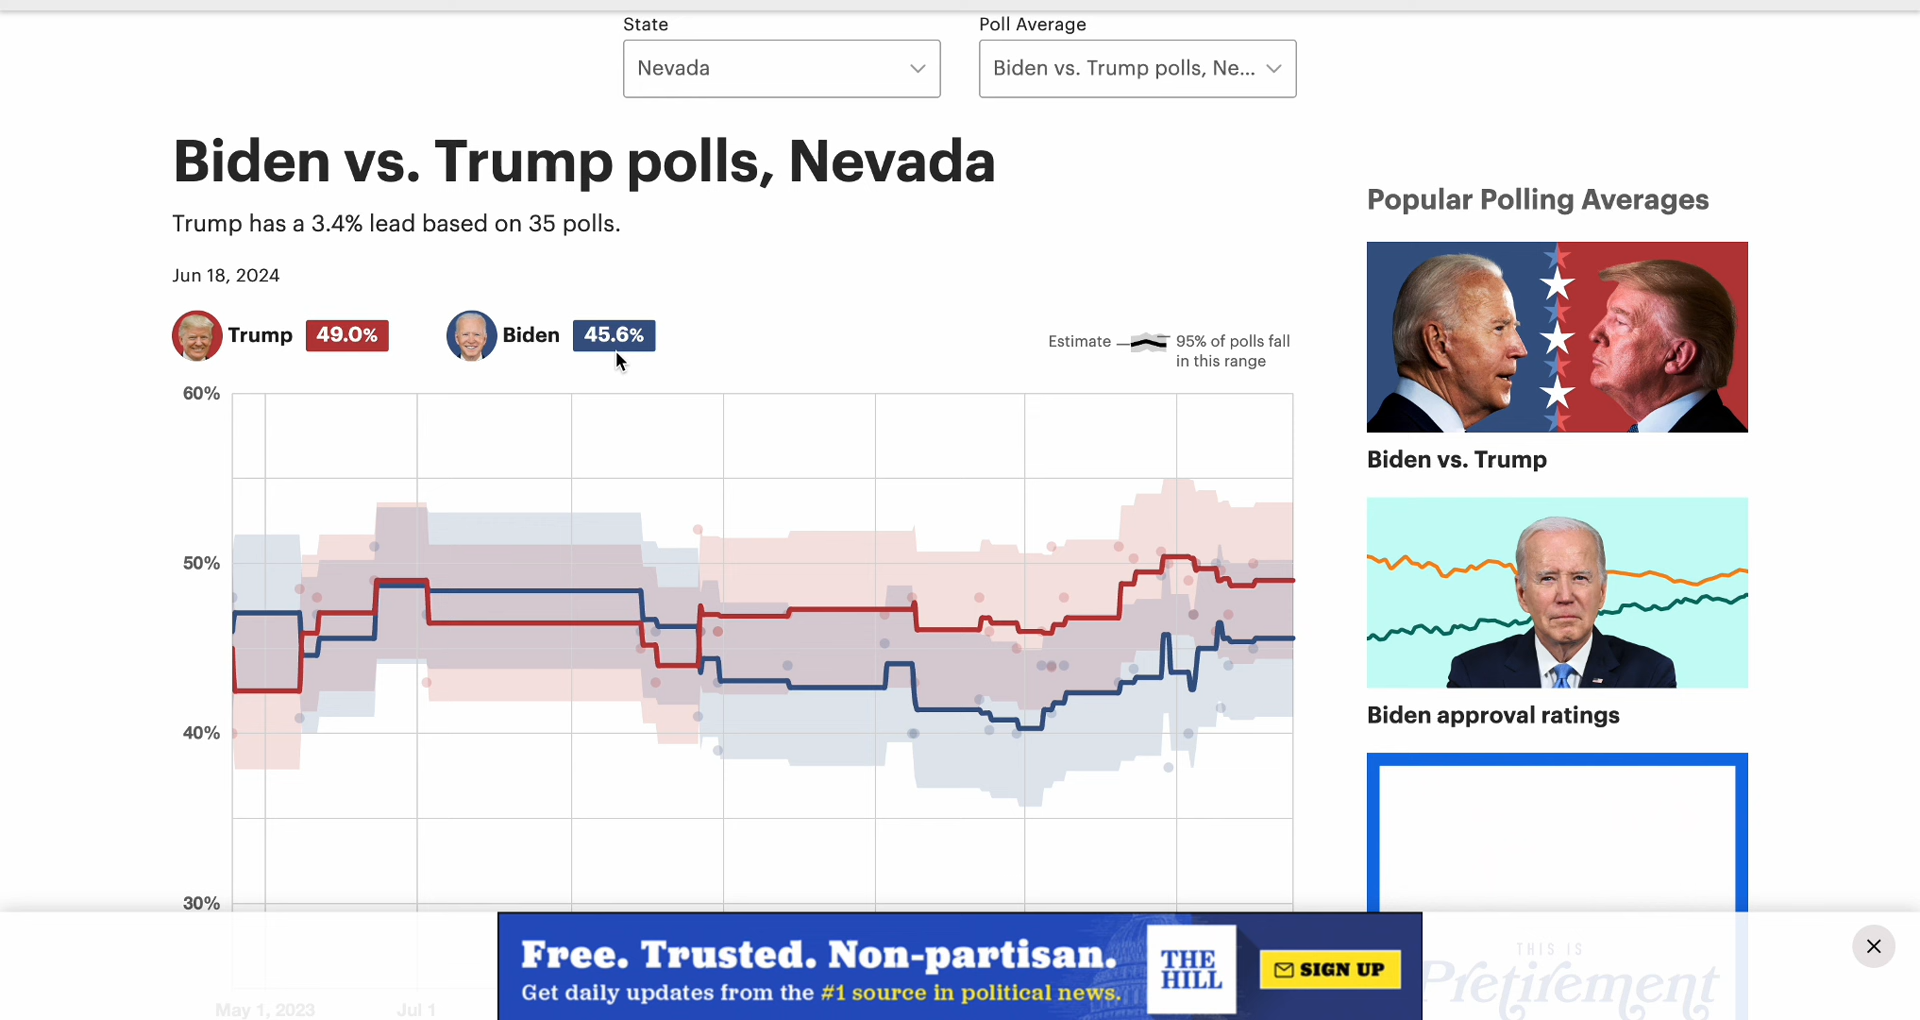 State
Poll Average
Nevada
Biden vs. Trump polls, Ne...
Biden vs. Trump polls, Nevada
Trump has a 3.4% lead based on 35 polls.
Jun 18, 2024
Trump 49.0%
Biden 45.6%
Estimate
95% of polls fall
in this range
60%
50%
40%
30%
May 1, 2023
Jul 1
Popular Polling Averages
Biden vs. Trump
Biden approval ratings
THIS IS
Pretirement
Free. Trusted. Non-partisan.
Get daily updates from the #1 source in political news.
THE
HILL
SIGN UP